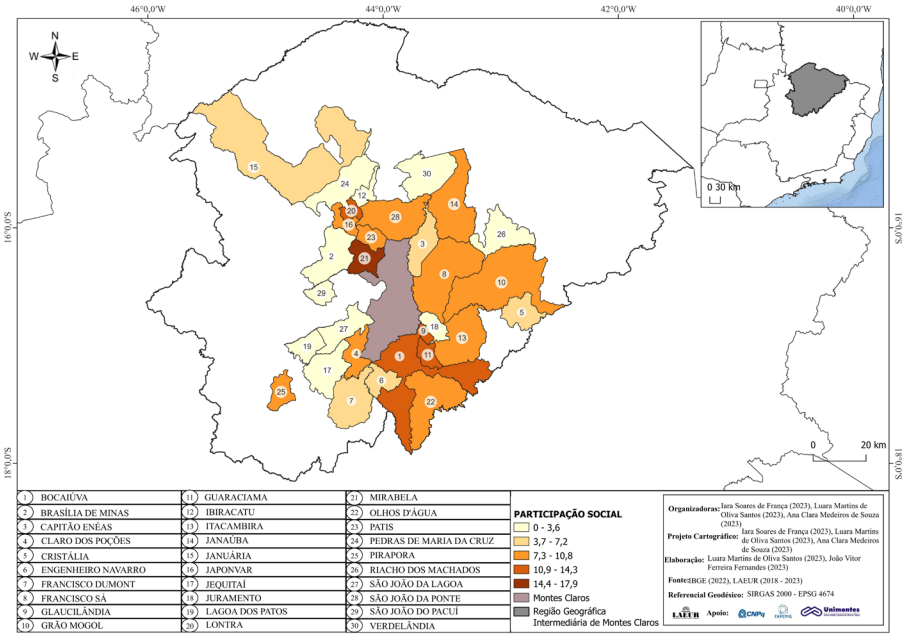 46°0,0'O
44°0,0'O
42°0,0'O
40°0,0'O
N
W E
S
16°0,0'S
18°0,0'S
16°0,0'S
18°0,0'S
0 30 km
15
24
12
30
20
16
28
14
23
3
26
2
21
8
10
29
5
27
9
18
13
19
4
1
11
17
6
25
7
22
0 20 km
1 BOCAIÚVA
2 BRASÍLIA DE MINAS
3 CAPITÃO ENÉAS
4 CLARO DOS POÇÕES
5 CRISTÁLIA
6 ENGENHEIRO NAVARRO
7 FRANCISCO DUMONT
8 FRANCISCO SÁ
9 GLAUCILÂNDIA
10 GRÃO MOGOL
11 GUARACIAMA
12 IBIRACATU
13 ITACAMBIRA
14 JANAÚBA
15 JANUÁRIA
16 JAPONVAR
17 JEQUITAÍ
18 JURAMENTO
19 LAGOA DOS PATOS
20 LONTRA
21 MIRABELA
22 OLHOS D'ÁGUA
23 PATIS
24 PEDRAS DE MARIA DA CRUZ
25 PIRAPORA
26 RIACHO DOS MACHADOS
27 SÃO JOÃO DA LAGOA
28 SÃO JOÃO DA PONTE
29 SÃO JOÃO DO PACUÍ
30 VERDELÂNDIA
PARTICIPAÇÃO SOCIAL
0 - 3,6
3,7 - 7,2
7,3 - 10,8
10,9 - 14,3
14,4 - 17,9
Montes Claros
Região Geográfica
Intermediária de Montes Claros
Organizadoras: Iara Soares de França (2023), Luara Martins de
Oliva Santos (2023), Ana Clara Medeiros de Souza
(2023)
Projeto Cartográfico: Iara Soares de França (2023), Luara Martins
de Oliva Santos (2023), Ana Clara Medeiros
de Souza (2023)
Elaboração: Luara Martins de Oliva Santos (2023), João Vitor
Ferreira Fernandes (2023)
Fonte: IBGE (2022), LAEUR (2018 - 2023)
Referencial Geodésico: SIRGAS 2000 - EPSG 4674
LAEUR Apoio: CNPq FAPEMIG Unimontes